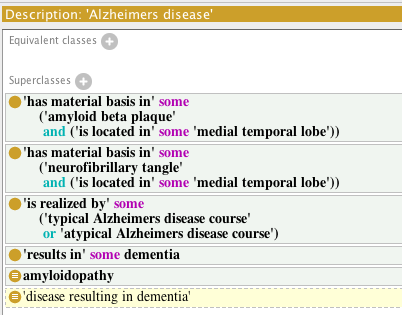 Description: 'Alzheimers disease'
Equivalent classes
Superclasses
'has material basis in' some
('amyloid beta plaque'
and ('is located in' some 'medial temporal lobe'))
'has material basis in' some
('neurofibrillary tangle'
and ('is located in' some 'medial temporal lobe'))
'is realized by' some
('typical Alzheimers disease course'
or 'atypical Alzheimers disease course')
'results in' some dementia
amyloidopathy
'disease resulting in dementia'